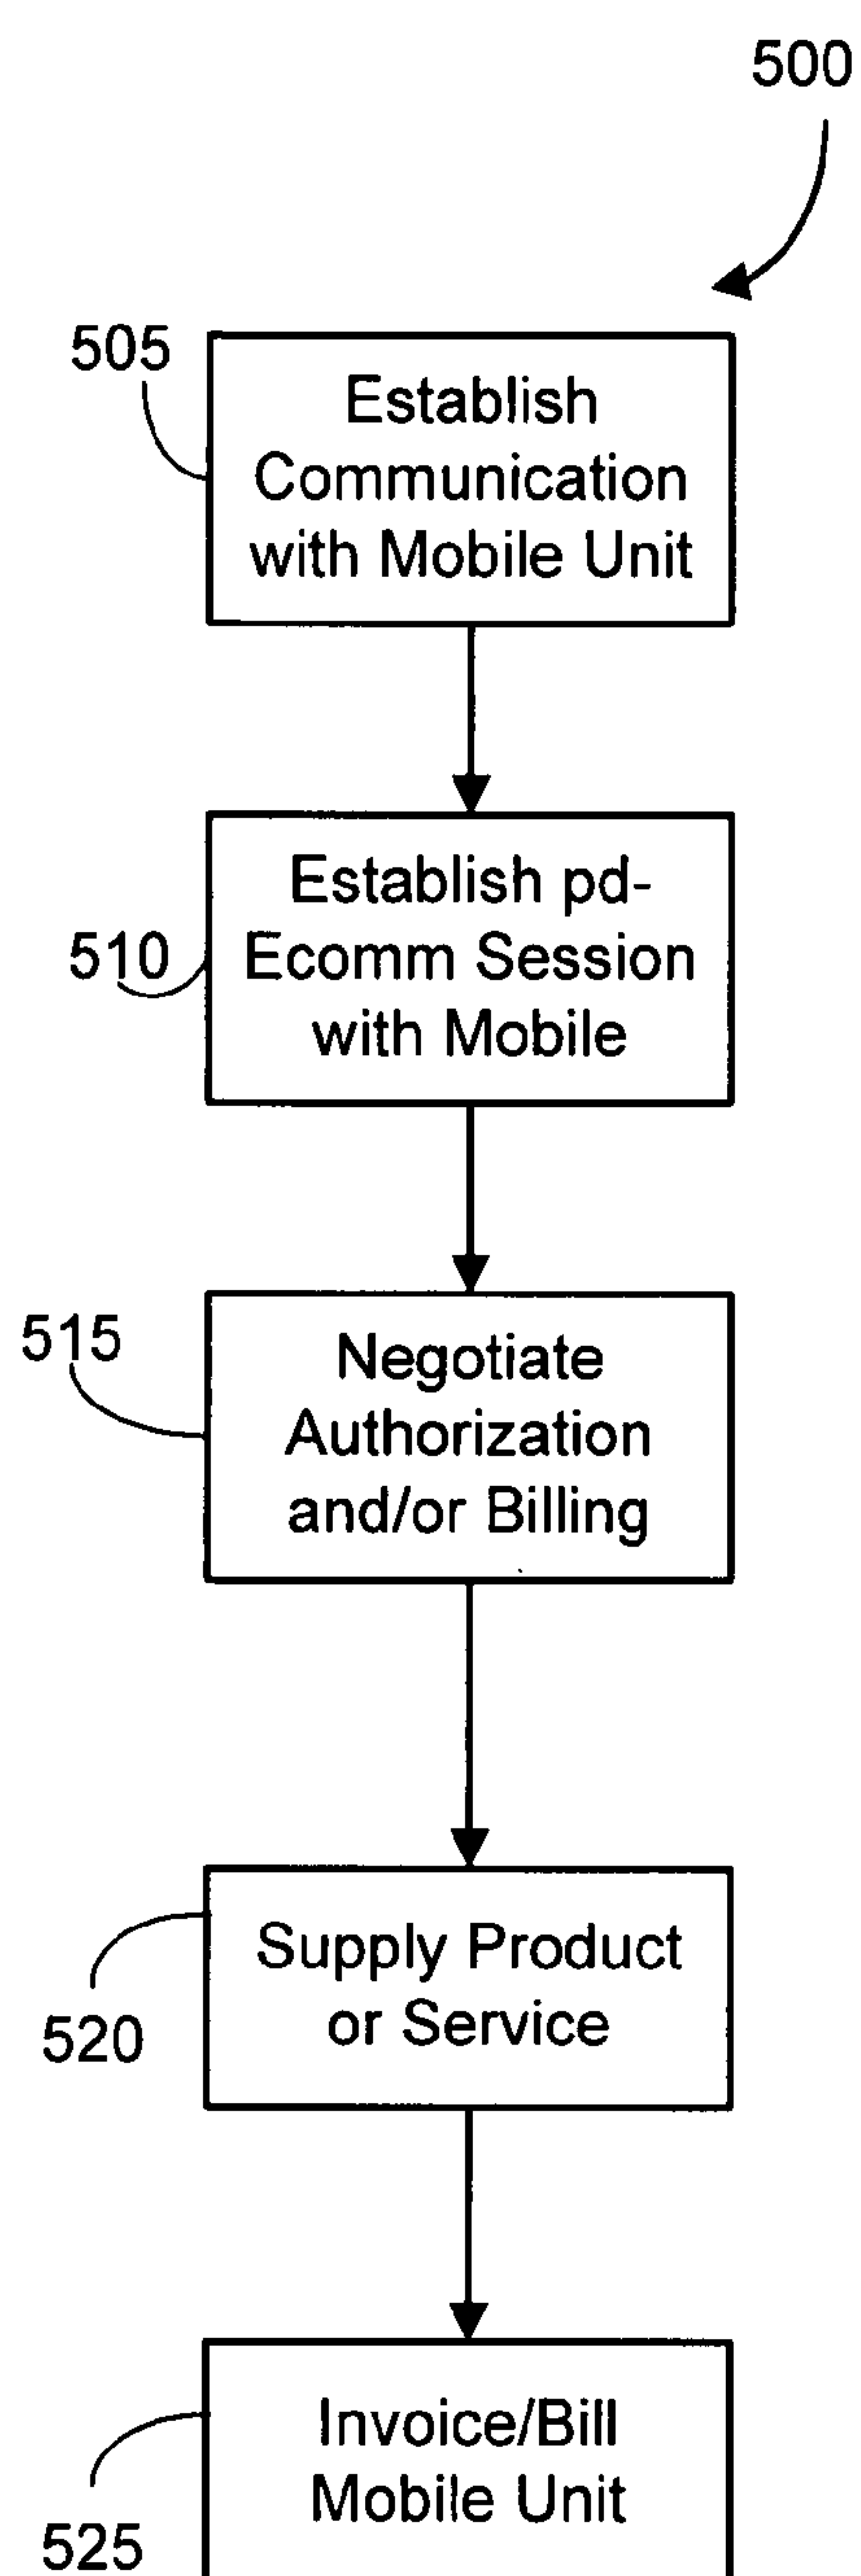 500
505
Establish
Communication
with Mobile Unit
510
Establish pd-
Ecomm Session
with Mobile
515
Negotiate
Authorization
and/or Billing
520
Supply Product
or Service
525
Invoice/Bill
Mobile Unit